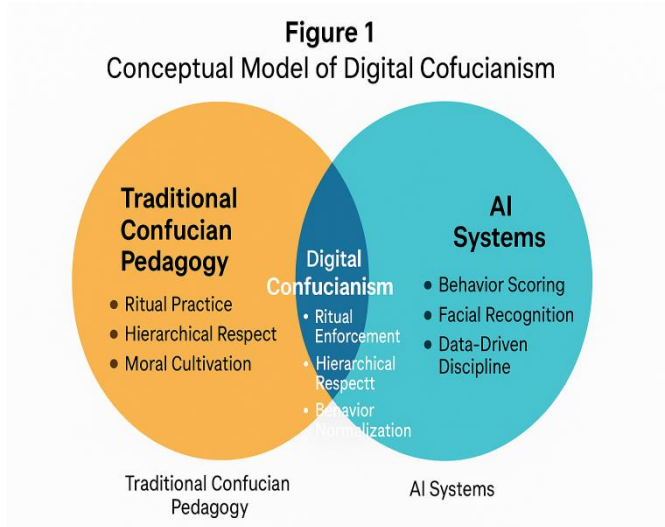 Figure 1
Conceptual Model of Digital Cofucianism
Traditional
Confucian
Pedagogy
• Ritual Practice
• Hierarchical Respect
• Moral Cultivation
Digital
Confucianism
• Ritual
Enforcement
• Hierarchical
Respectt
• Behavior
Normalization
AI
Systems
• Behavior Scoring
• Facial Recognition
• Data-Driven
Discipline
Traditional Confucian
Pedagogy
AI Systems